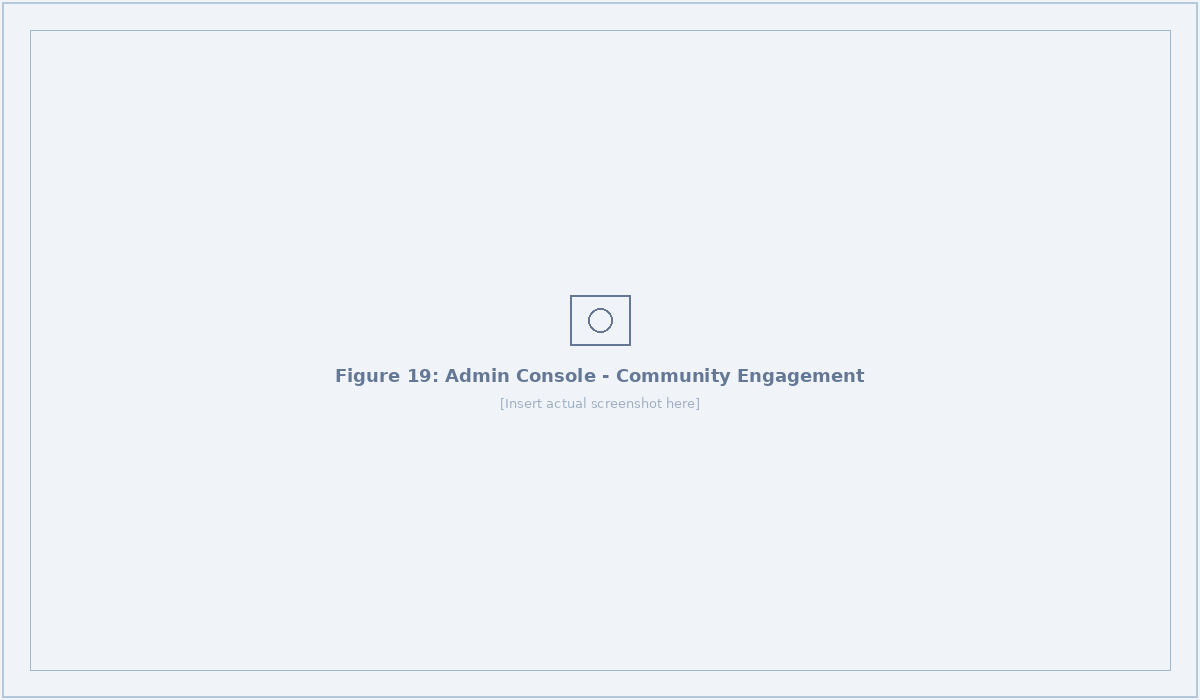 Figure 19: Admin Console - Community Engagement
[Insert actual screenshot here]